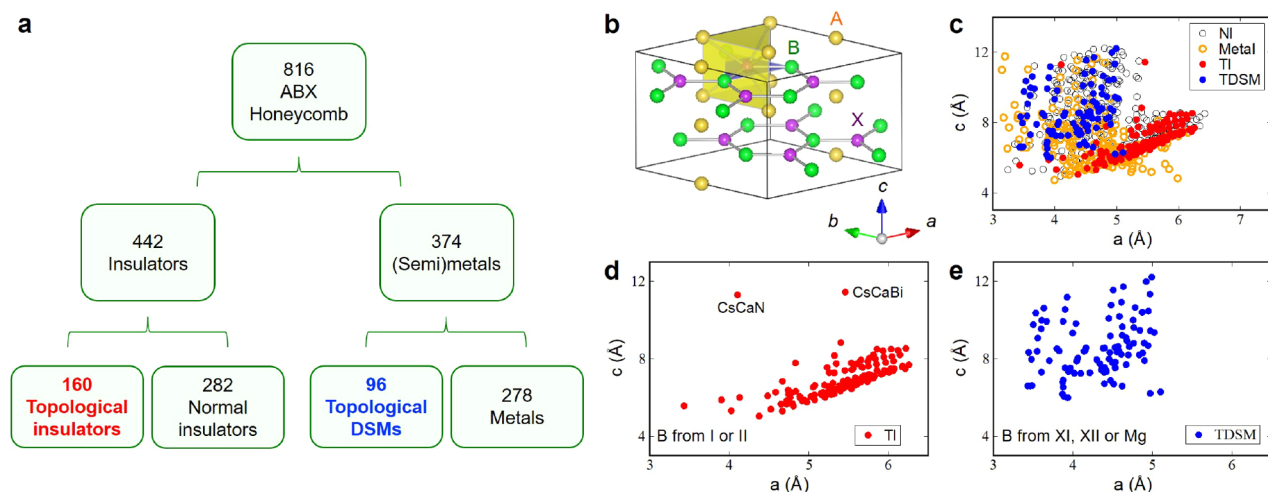 a
816
ABX
Honeycomb
442
Insulators
374
(Semi)metals
160
Topological
insulators
282
Normal
insulators
96
Topological
DSMs
278
Metals
b
A
B
X
c
b
a
c
NI
Metal
TI
TDSM
12
8
4
c (Å)
3
4
5
6
7
a (Å)
d
CsCaN
CsCaBi
12
8
4
c (Å)
B from I or II
TI
3
4
5
6
a (Å)
e
12
8
4
c (Å)
B from XI, XII or Mg
TDSM
3
4
5
6
a (Å)